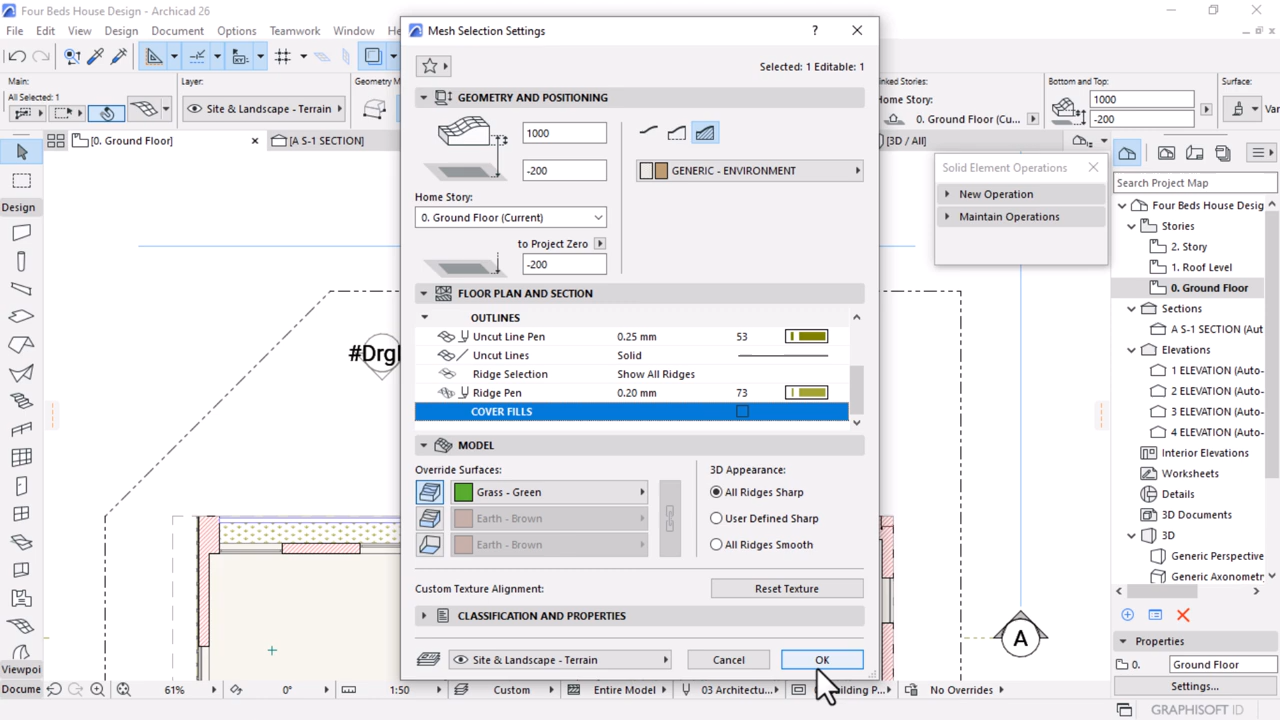 Four Beds House Design - Archicad 26
File Edit View Design Document Options Teamwork Window
Main:
All Selected: 1
Layer:
Site & Landscape - Terrain
Geometry M
inked Stories:
Home Story:
0. Ground Floor (Cu...
Bottom and Top:
1000
-200
Surface:
Var
[0. Ground Floor]
[A S-1 SECTION]
[3D / All]
Design
Viewpoi
Docume
#Drg
Mesh Selection Settings
?
Selected: 1 Editable: 1
GEOMETRY AND POSITIONING
1000
-200
GENERIC - ENVIRONMENT
Home Story:
0. Ground Floor (Current)
to Project Zero
-200
FLOOR PLAN AND SECTION
OUTLINES
Uncut Line Pen 0.25 mm 53
Uncut Lines Solid
Ridge Selection Show All Ridges
Ridge Pen 0.20 mm 73
COVER FILLS
MODEL
Override Surfaces:
Grass - Green
Earth - Brown
Earth - Brown
3D Appearance:
All Ridges Sharp
User Defined Sharp
All Ridges Smooth
Custom Texture Alignment:
Reset Texture
CLASSIFICATION AND PROPERTIES
Site & Landscape - Terrain
Cancel
OK
Solid Element Operations
New Operation
Maintain Operations
A
Search Project Map
Four Beds House Desig
Stories
2. Story
1. Roof Level
0. Ground Floor
Sections
A S-1 SECTION (Aut
Elevations
1 ELEVATION (Auto-
2 ELEVATION (Auto-
3 ELEVATION (Auto-
4 ELEVATION (Auto-
Interior Elevations
Worksheets
Details
3D Documents
3D
Generic Perspective
Generic Axonometr
Properties
0. Ground Floor
Settings...
61% 0° 1:50 Custom Entire Model 03 Architectu... uilding P... No Overrides
GRAPHISOFT ID